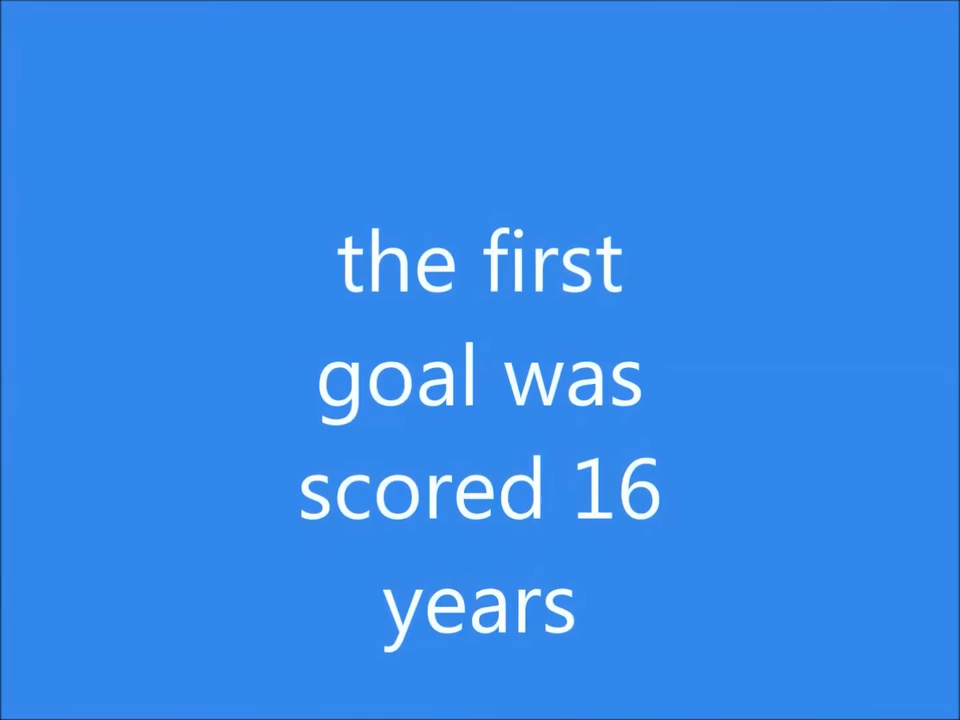 the first
goal was
scored 16
years